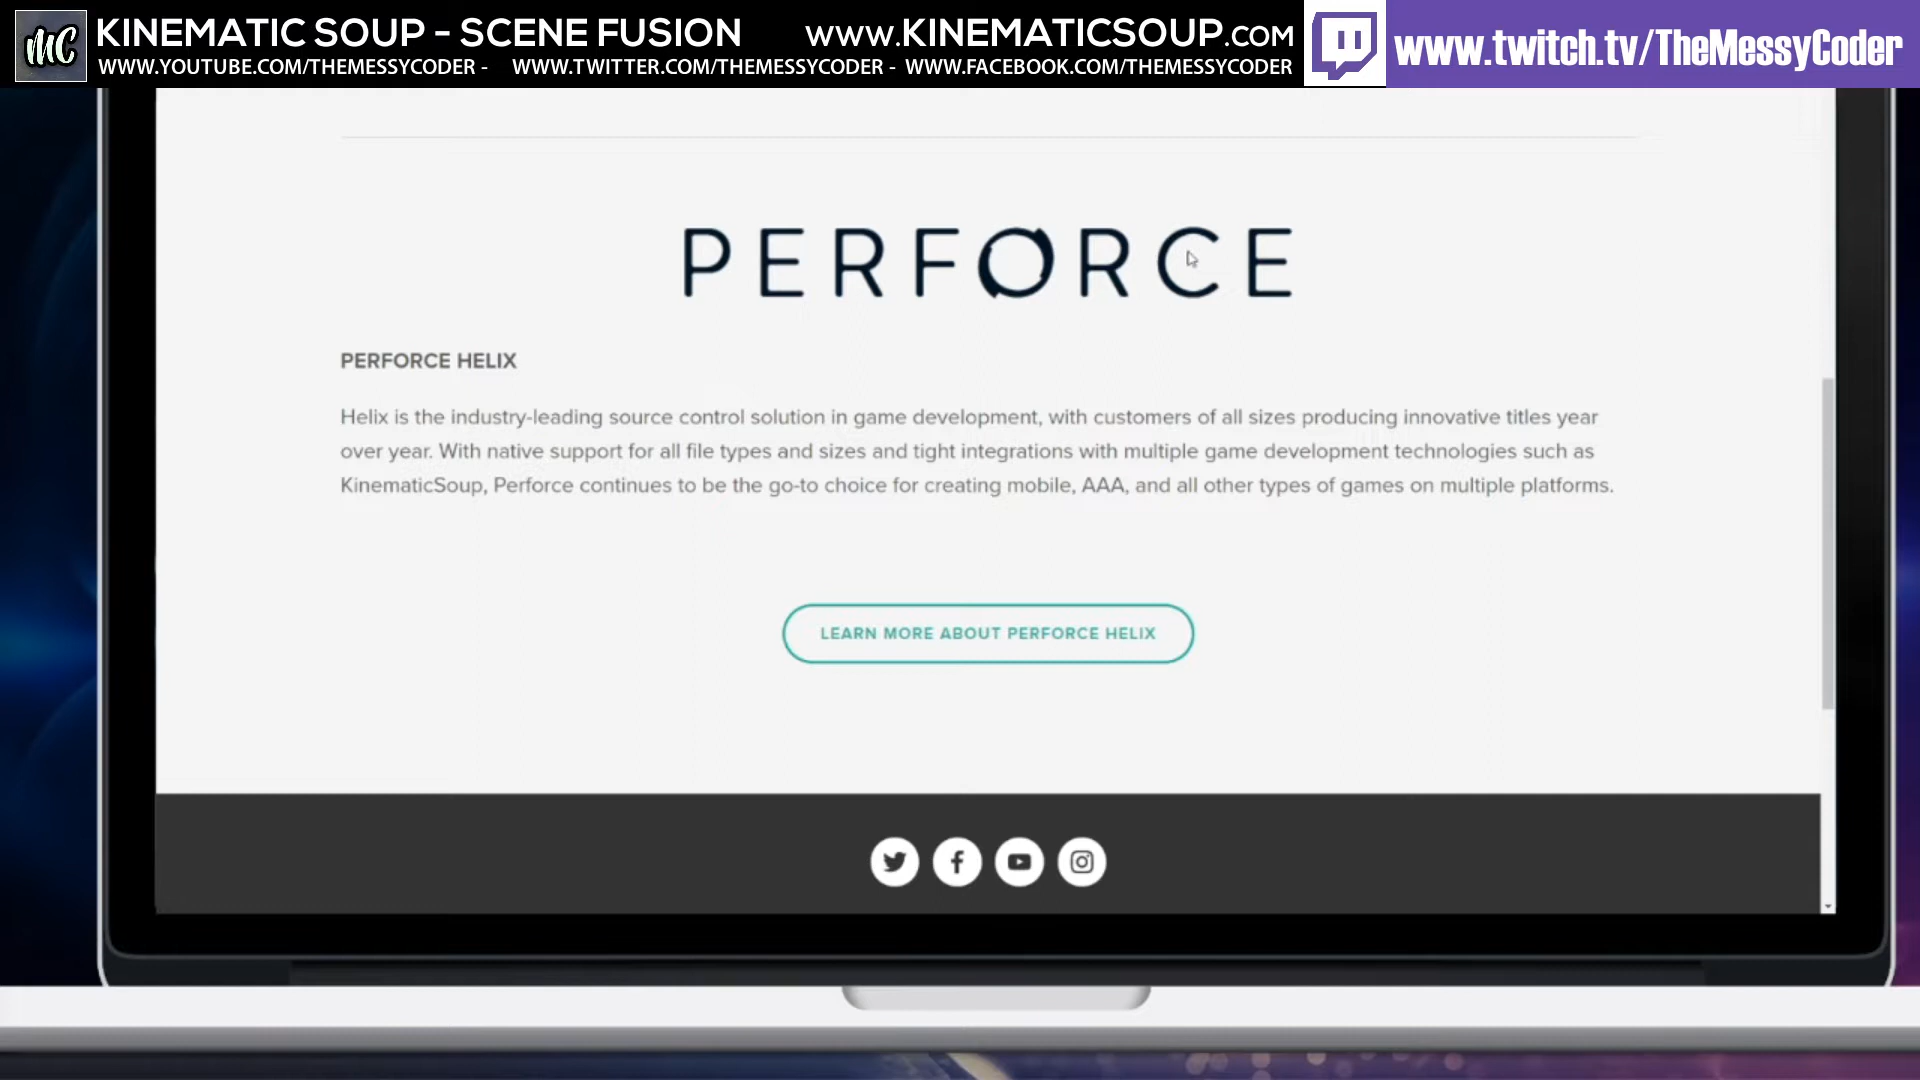 MC
KINEMATIC SOUP - SCENE FUSION
WWW.KINEMATICSOUP.COM
WWW.YOUTUBE.COM/THEMESSYCODER - WWW.TWITTER.COM/THEMESSYCODER - WWW.FACEBOOK.COM/THEMESSYCODER
www.twitch.tv/TheMessyCoder
PERFORCE
PERFORCE HELIX
Helix is the industry-leading source control solution in game development, with customers of all sizes producing innovative titles year
over year. With native support for all file types and sizes and tight integrations with multiple game development technologies such as
KinematicSoup, Perforce continues to be the go-to choice for creating mobile, AAA, and all other types of games on multiple platforms.
LEARN MORE ABOUT PERFORCE HELIX